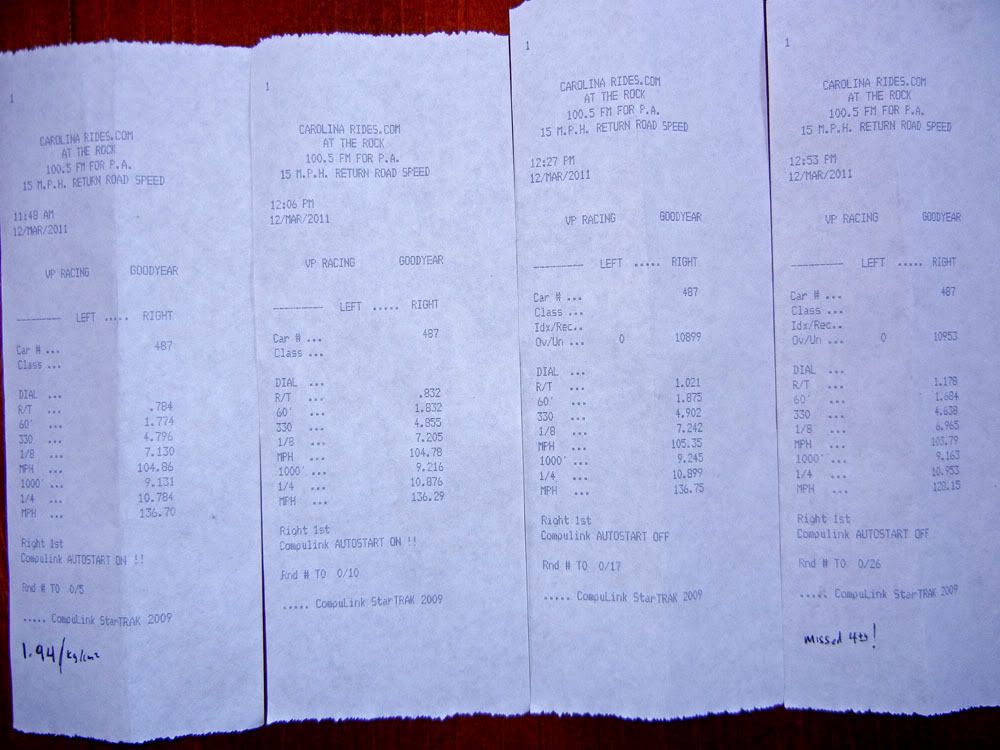 1
CAROLINA RIDES.COM
AT THE ROCK
100.5 FM FOR P.A.
15 M.P.H. RETURN ROAD SPEED
11:48 AM
12/MAR/2011
VP RACING GOODYEAR
---------- LEFT ..... RIGHT
Car # ... 487
Class ...
DIAL ...
R/T ... .784
60' ... 1.774
330 ... 4.796
1/8 ... 7.130
MPH ... 104.86
1000' ... 9.131
1/4 ... 10.784
MPH ... 136.70
Right 1st
Compulink AUTOSTART ON !!
Rnd # TO 0/5
..... CompuLink StarTRAK 2009
1.94/kg/cm2
1
CAROLINA RIDES.COM
AT THE ROCK
100.5 FM FOR P.A.
15 M.P.H. RETURN ROAD SPEED
12:06 PM
12/MAR/2011
VP RACING GOODYEAR
---------- LEFT ..... RIGHT
Car # ... 487
Class ...
DIAL ...
R/T ... .832
60' ... 1.832
330 ... 4.855
1/8 ... 7.205
MPH ... 104.78
1000' ... 9.216
1/4 ... 10.876
MPH ... 136.29
Right 1st
Compulink AUTOSTART ON !!
Rnd # TO 0/10
..... CompuLink StarTRAK 2009
1
CAROLINA RIDES.COM
AT THE ROCK
100.5 FM FOR P.A.
15 M.P.H. RETURN ROAD SPEED
12:27 PM
12/MAR/2011
VP RACING GOODYEAR
---------- LEFT ..... RIGHT
Car # ... 487
Class ...
Idx/Rec..
Ov/Un ... 0 10899
DIAL ...
R/T ... 1.021
60' ... 1.875
330 ... 4.902
1/8 ... 7.242
MPH ... 105.35
1000' ... 9.245
1/4 ... 10.899
MPH ... 136.75
Right 1st
Compulink AUTOSTART OFF
Rnd # TO 0/17
..... CompuLink StarTRAK 2009
1
CAROLINA RIDES.COM
AT THE ROCK
100.5 FM FOR P.A.
15 M.P.H. RETURN ROAD SPEED
12:53 PM
12/MAR/2011
VP RACING GOODYEAR
---------- LEFT ..... RIGHT
Car # ... 487
Class ...
Idx/Rec..
Ov/Un ... 0 10953
DIAL ...
R/T ... 1.178
60' ... 1.684
330 ... 4.638
1/8 ... 6.965
MPH ... 103.79
1000' ... 9.163
1/4 ... 10.953
MPH ... 128.15
Right 1st
Compulink AUTOSTART OFF
Rnd # TO 0/26
..... CompuLink StarTRAK 2009
Missed 4th!